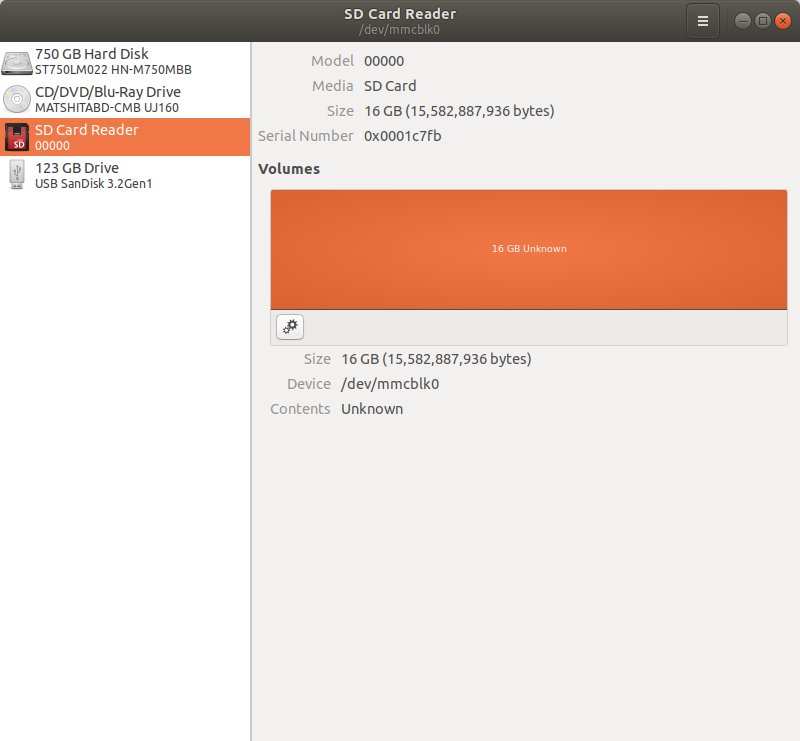 SD Card Reader
/dev/mmcblk0
750 GB Hard Disk
ST750LM022 HN-M750MBB
CD/DVD/Blu-Ray Drive
MATSHITABD-CMB UJ160
SD Card Reader
00000
123 GB Drive
USB SanDisk 3.2Gen1
SD
Model 00000
Media SD Card
Size 16 GB (15,582,887,936 bytes)
Serial Number 0x0001c7fb
Volumes
16 GB Unknown
Size 16 GB (15,582,887,936 bytes)
Device /dev/mmcblk0
Contents Unknown